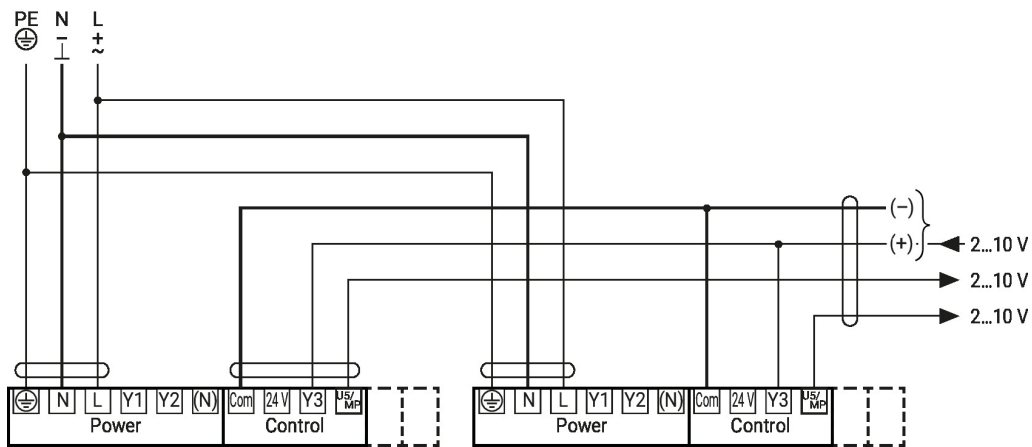 PE N L
⏚ - +
⊥ ~
(−)
(+) 2...10 V
2...10 V
2...10 V
⏚ N L Y1 Y2 (N) Com 24 V Y3 U5/MP ⏚ N L Y1 Y2 (N) Com 24 V Y3 U5/MP
Power Control Power Control